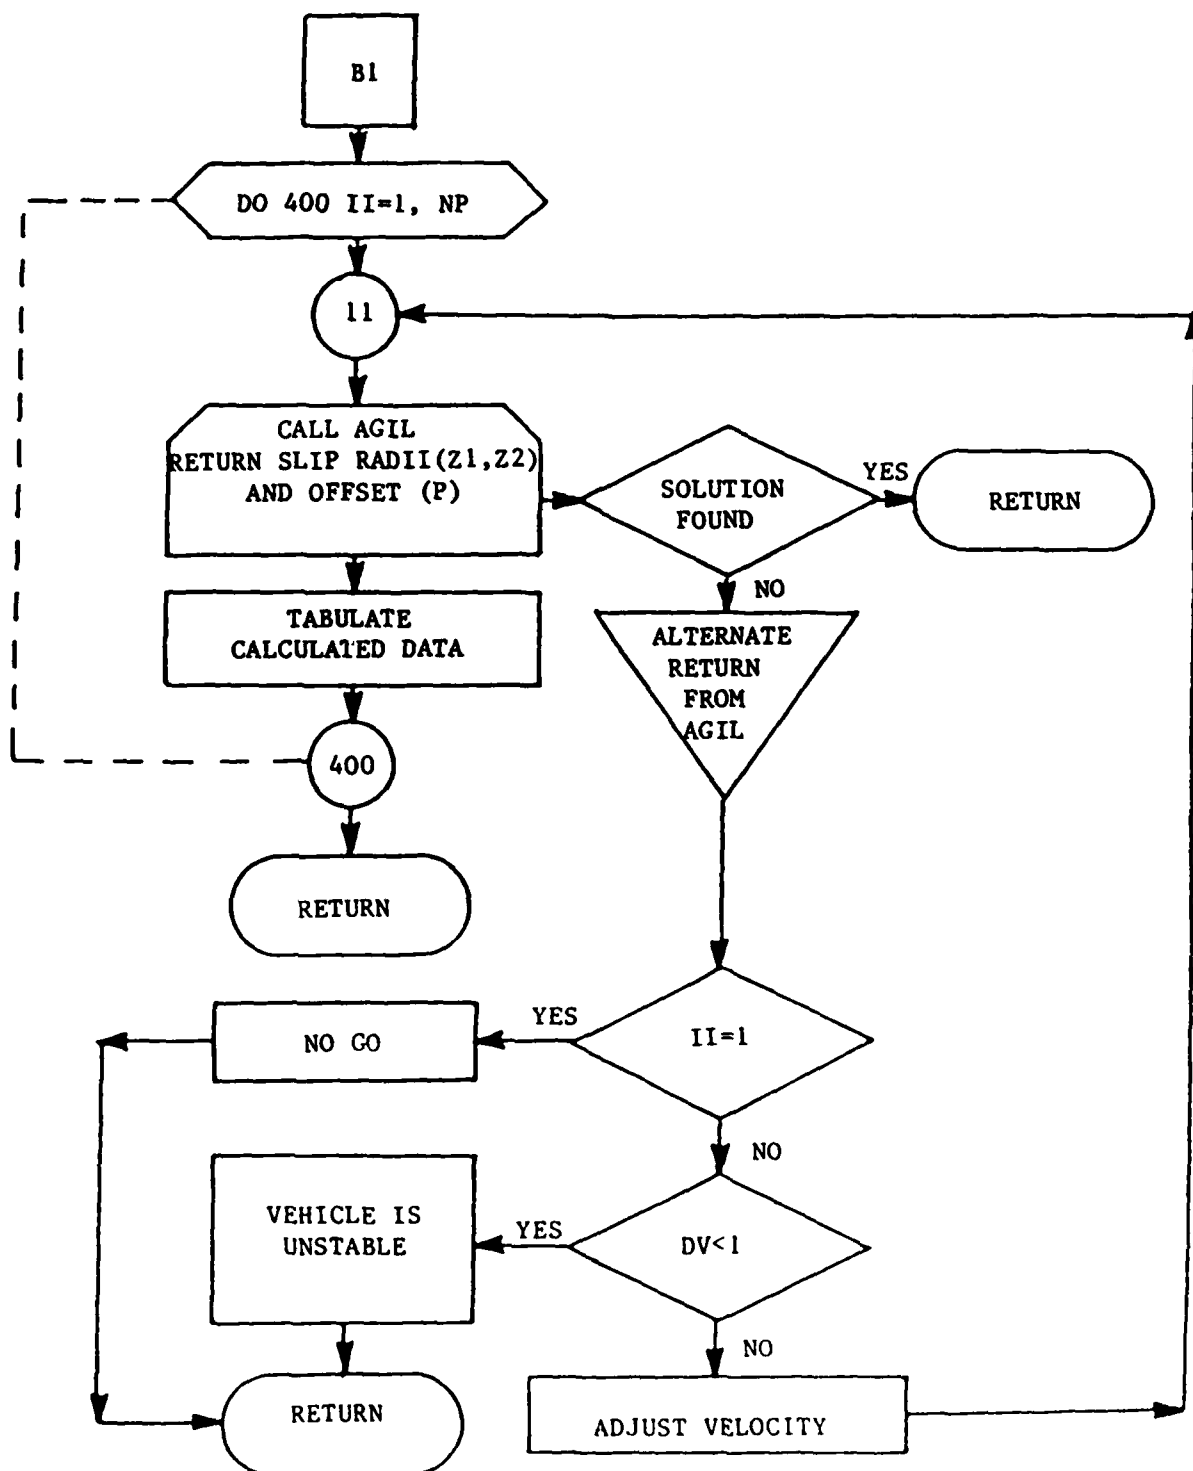 B1
DO 400 II=1, NP
11
CALL AGIL
RETURN SLIP RADII(Z1,Z2)
AND OFFSET (P)
SOLUTION
FOUND
YES
RETURN
NO
TABULATE
CALCULATED DATA
ALTERNATE
RETURN
FROM
AGIL
400
RETURN
II=1
YES
NO GO
NO
DV<1
YES
VEHICLE IS
UNSTABLE
NO
RETURN
ADJUST VELOCITY